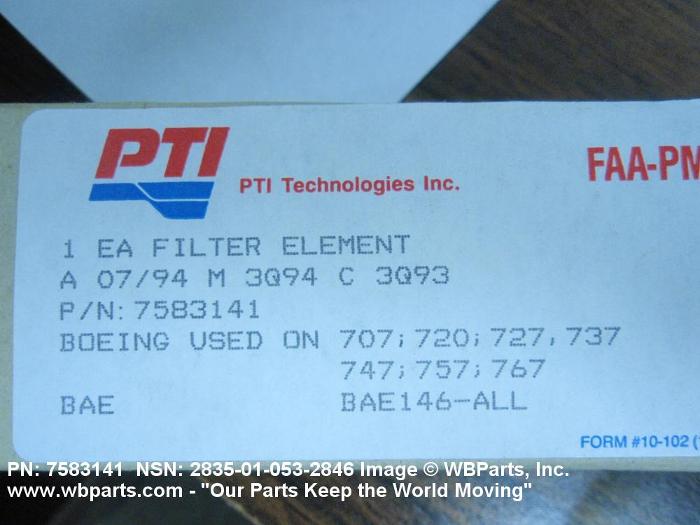 PTI
PTI Technologies Inc.
FAA-PM
1 EA FILTER ELEMENT
A 07/94 M 3Q94 C 3Q93
P/N: 7583141
BOEING USED ON 707; 720; 727, 737
747; 757; 767
BAE BAE146-ALL
FORM #10-102 (
PN: 7583141 NSN: 2835-01-053-2846 Image © WBParts, Inc.
www.wbparts.com - "Our Parts Keep the World Moving"